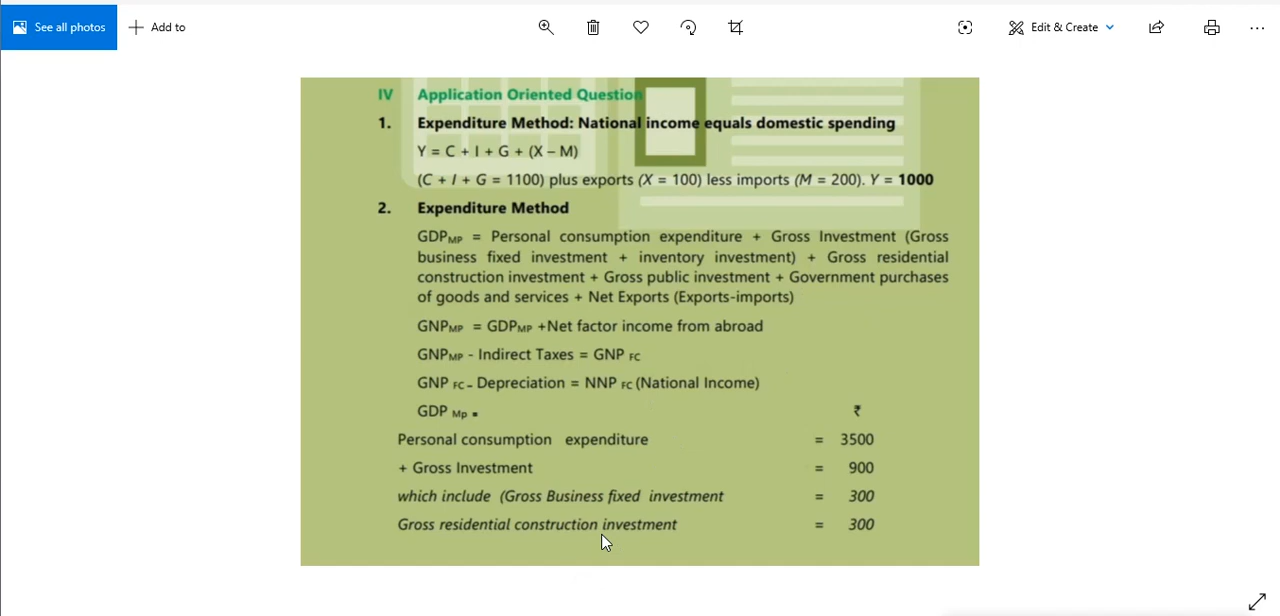 See all photos
Add to
Edit & Create
IV Application Oriented Question
1. Expenditure Method: National income equals domestic spending
Y = C + I + G + (X – M)
(C + I + G = 1100) plus exports (X = 100) less imports (M = 200). Y = 1000
2. Expenditure Method
GDPMP = Personal consumption expenditure + Gross Investment (Gross
business fixed investment + inventory investment) + Gross residential
construction investment + Gross public investment + Government purchases
of goods and services + Net Exports (Exports-imports)
GNPMP = GDPMP +Net factor income from abroad
GNPMP - Indirect Taxes = GNP FC
GNP FC – Depreciation = NNP FC (National Income)
GDP Mp = ₹
Personal consumption expenditure = 3500
+ Gross Investment = 900
which include (Gross Business fixed investment = 300
Gross residential construction investment = 300